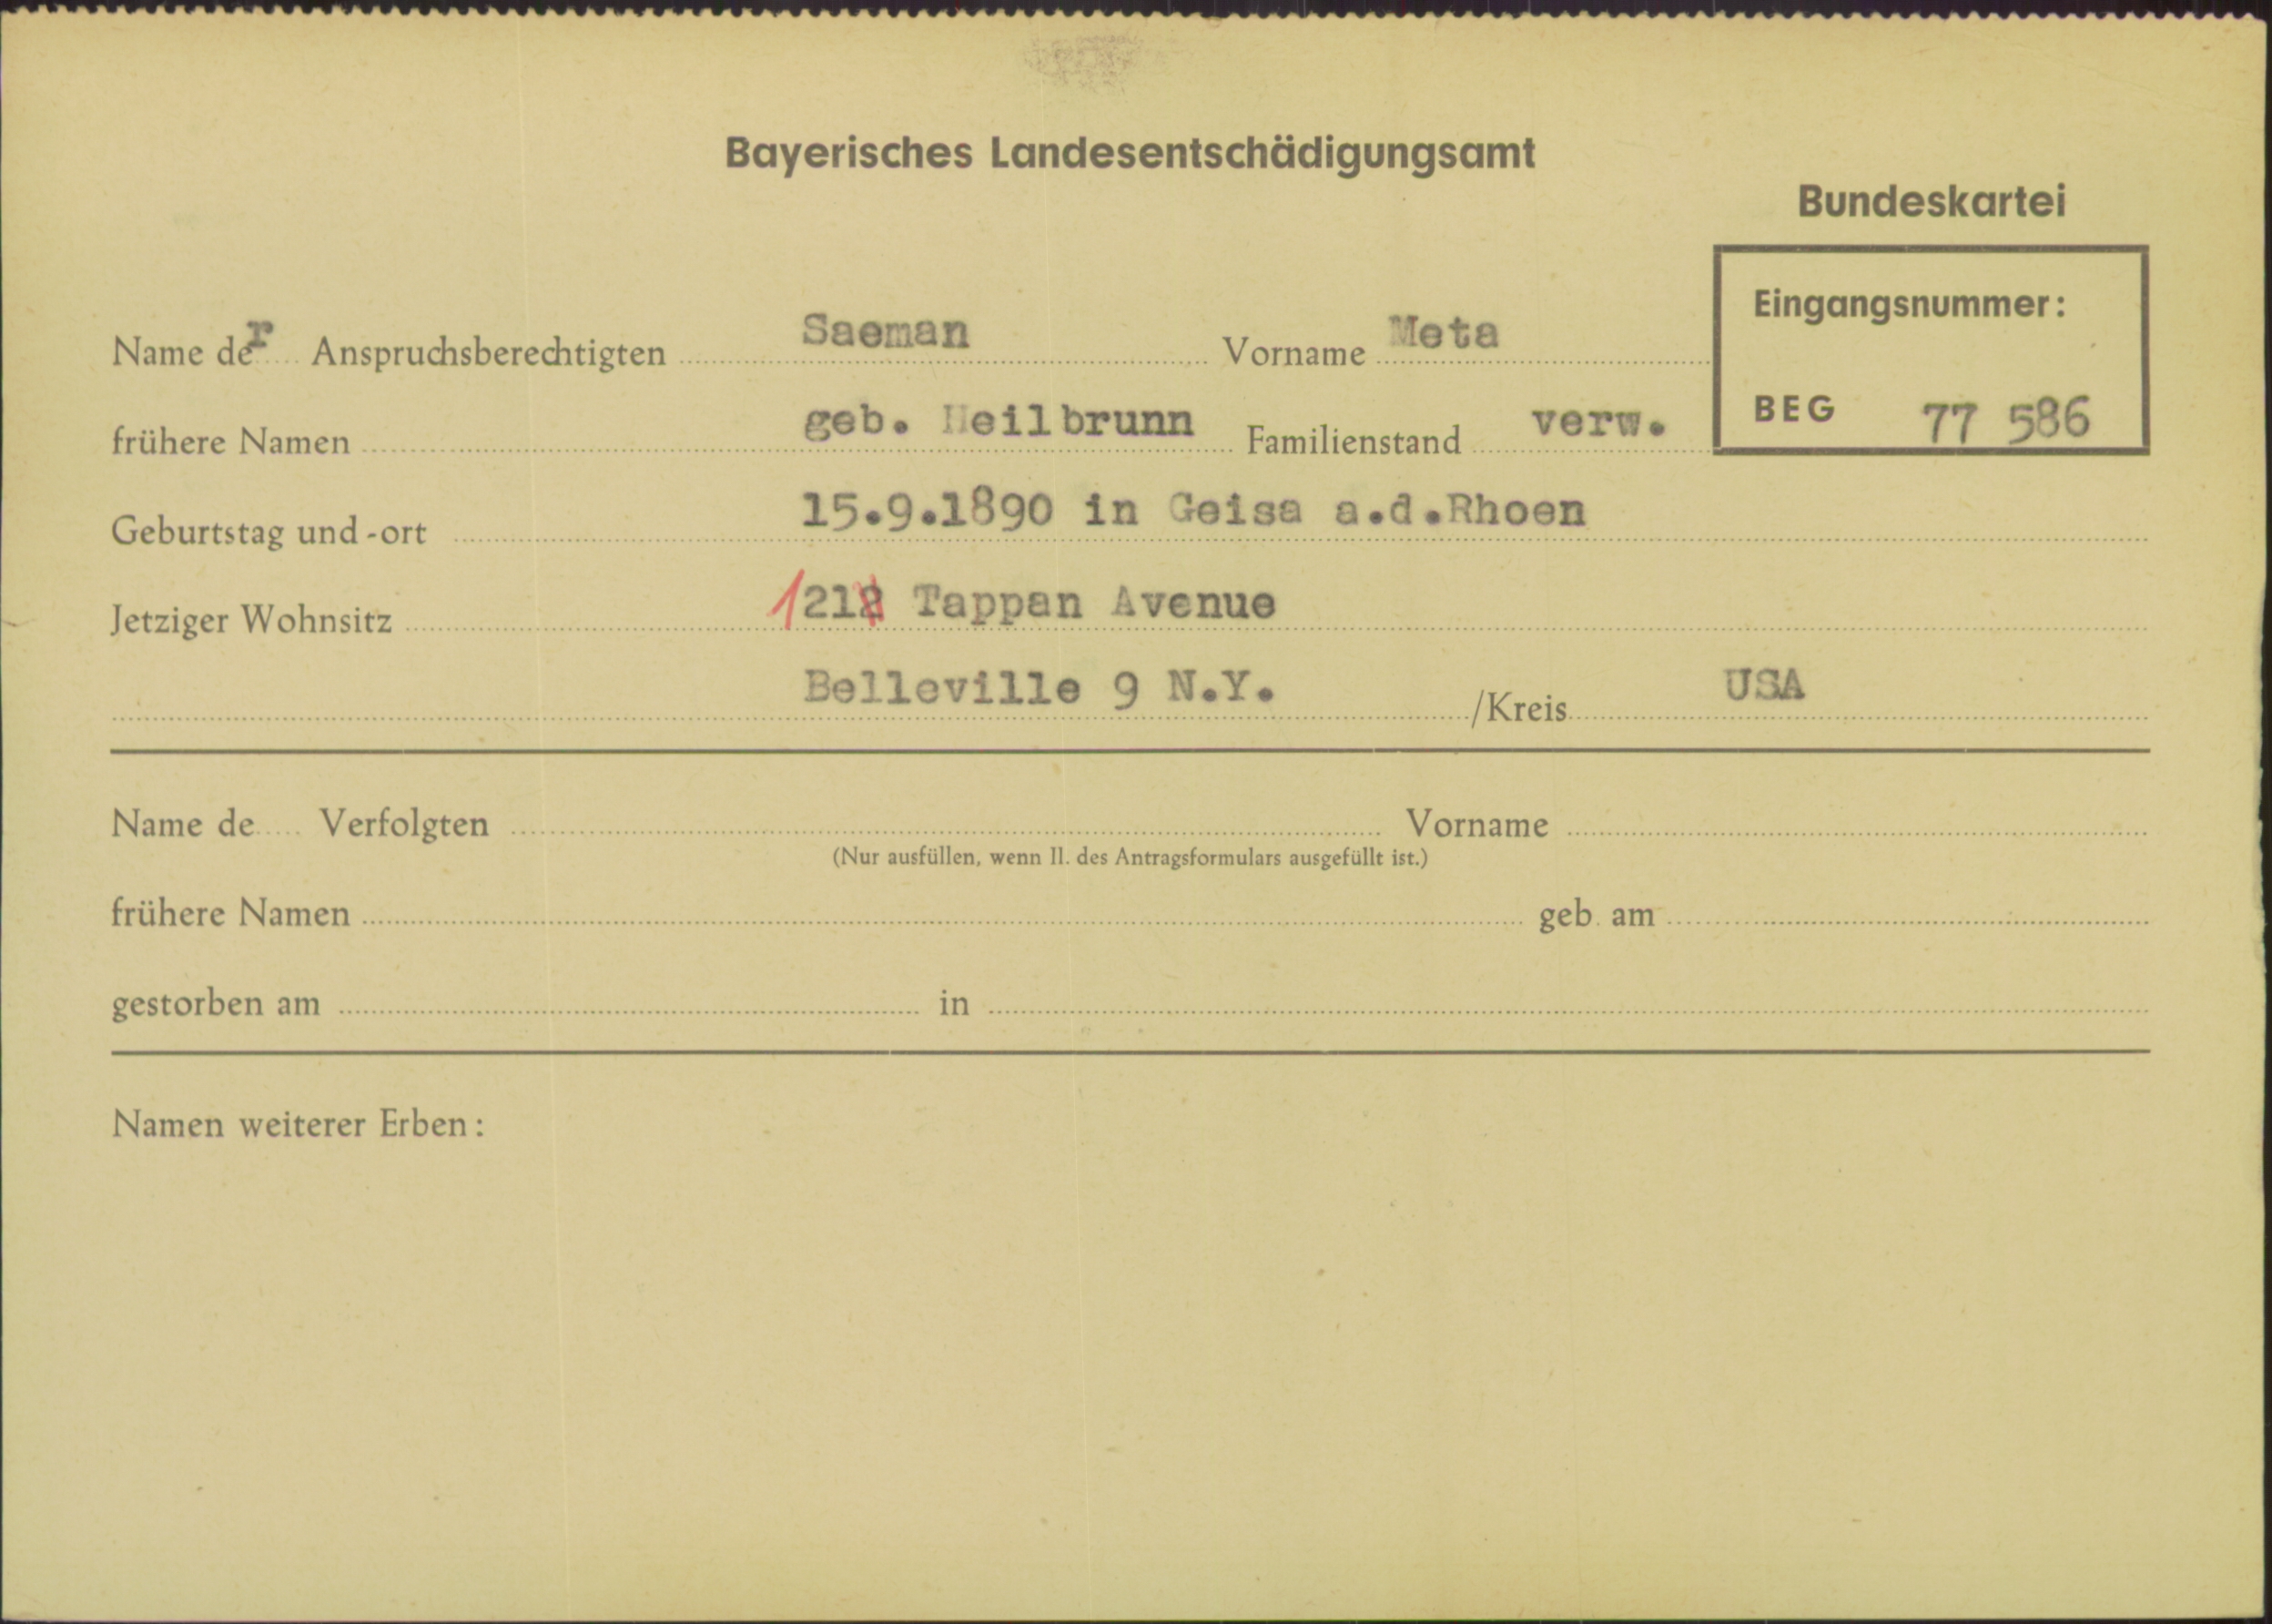 Bayerisches Landesentschädigungsamt
Bundeskartei
Eingangsnummer:
BEG 77 586
Name der Anspruchsberechtigten Saeman Vorname Meta
frühere Namen geb. Heilbrunn Familienstand verw.
Geburtstag und -ort 15.9.1890 in Geisa a.d.Rhoen
Jetziger Wohnsitz 121 Tappan Avenue
Belleville 9 N.Y. /Kreis USA
Name de Verfolgten Vorname
(Nur ausfüllen, wenn II. des Antragsformulars ausgefüllt ist.)
frühere Namen geb. am
gestorben am in
Namen weiterer Erben: